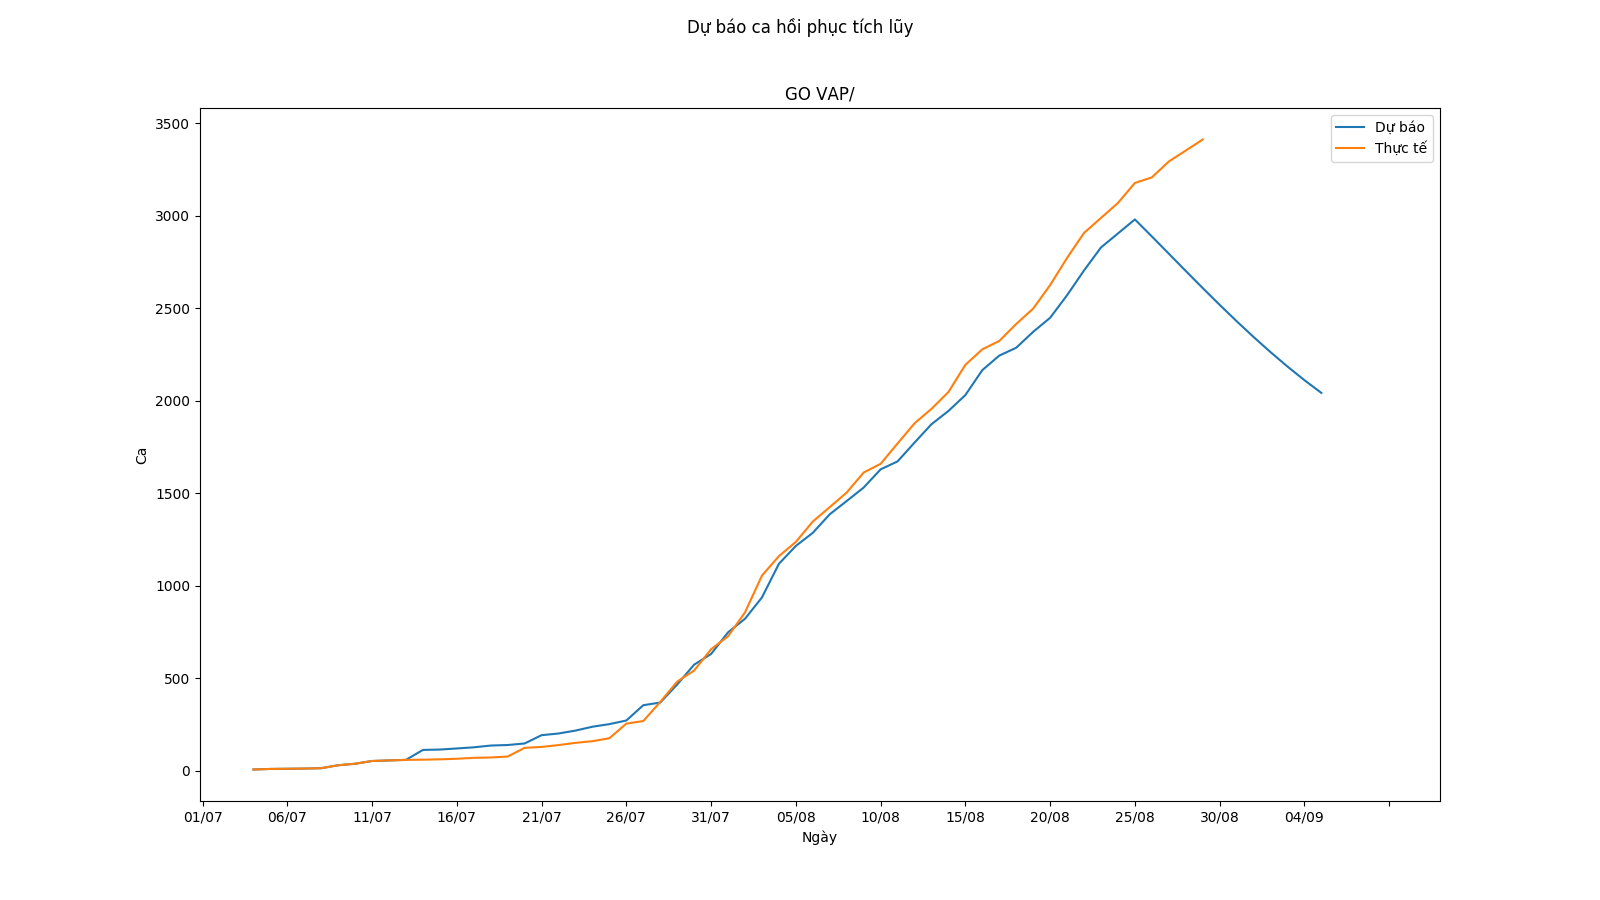 Dự báo ca hồi phục tích lũy
GO VAP/
Dự báo
Thực tế
3500
3000
2500
2000
1500
1000
500
0
Ca
01/07 06/07 11/07 16/07 21/07 26/07 31/07 05/08 10/08 15/08 20/08 25/08 30/08 04/09
Ngày